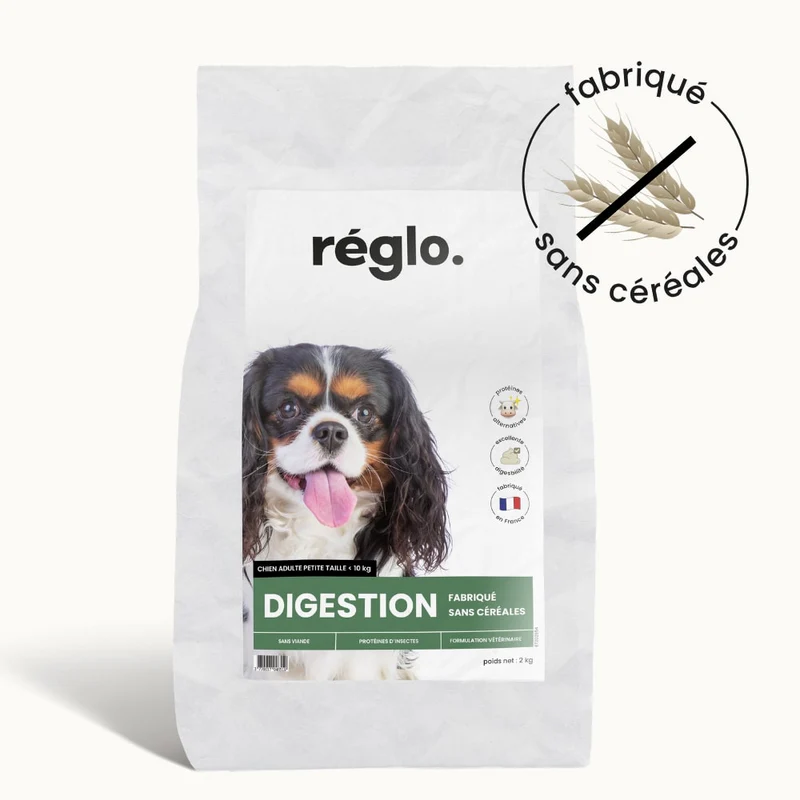 fabriqué
sans céréales
réglo.
protéines
alternatives
excellente
digestibilité
fabriqué
en France
CHIEN ADULTE PETITE TAILLE < 10 kg
DIGESTION
FABRIQUÉ
SANS CÉRÉALES
SANS VIANDE
PROTÉINES D'INSECTES
FORMULATION VÉTÉRINAIRE
poids net : 2 kg